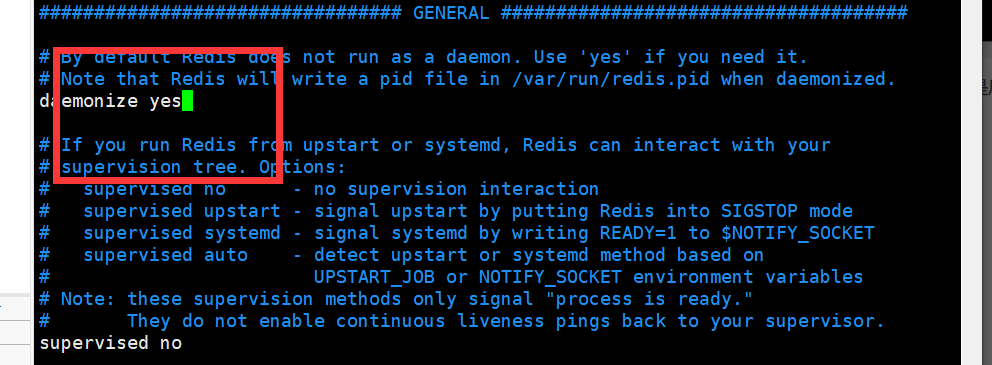 ################################# GENERAL #####################################
# By default Redis does not run as a daemon. Use 'yes' if you need it.
# Note that Redis will write a pid file in /var/run/redis.pid when daemonized.
daemonize yes
# If you run Redis from upstart or systemd, Redis can interact with your
# supervision tree. Options:
#   supervised no      - no supervision interaction
#   supervised upstart - signal upstart by putting Redis into SIGSTOP mode
#   supervised systemd - signal systemd by writing READY=1 to $NOTIFY_SOCKET
#   supervised auto    - detect upstart or systemd method based on
#                        UPSTART_JOB or NOTIFY_SOCKET environment variables
# Note: these supervision methods only signal "process is ready."
#       They do not enable continuous liveness pings back to your supervisor.
supervised no